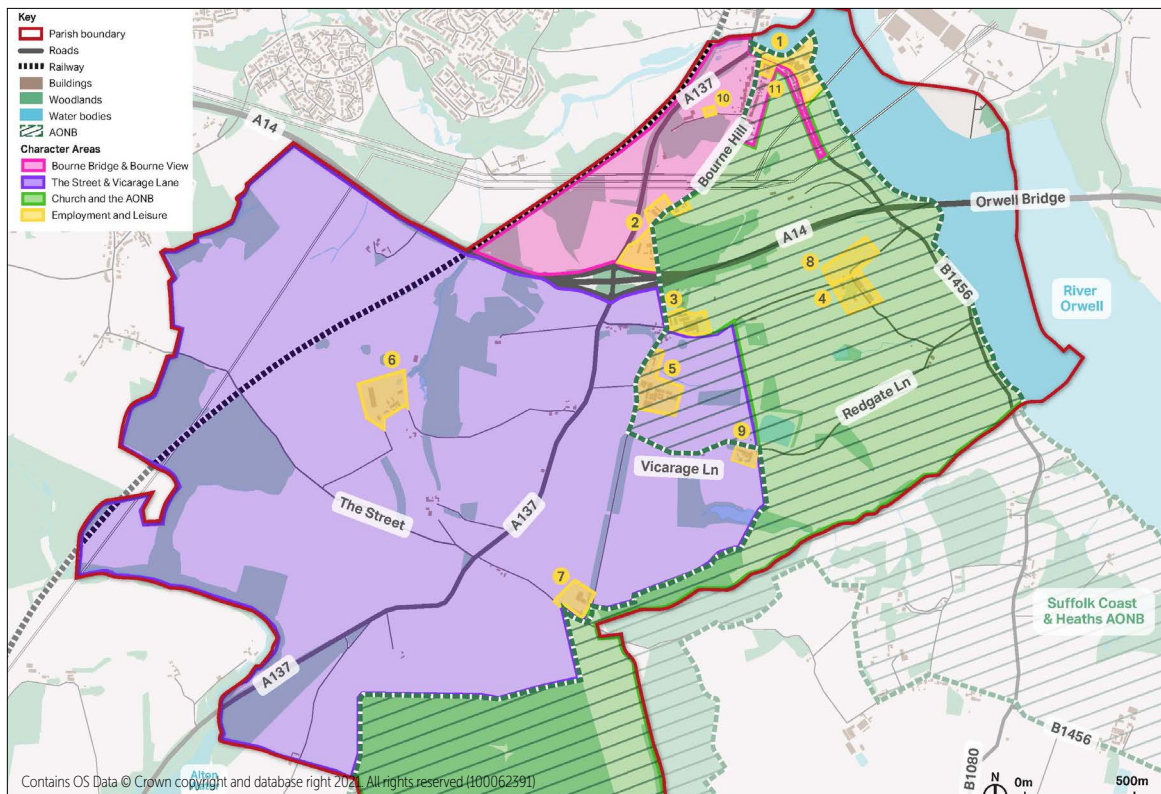 Key
Parish boundary
Roads
Railway
Buildings
Woodlands
Water bodies
AONB
Character Areas
Bourne Bridge & Bourne View
The Street & Vicarage Lane
Church and the AONB
Employment and Leisure
A14
A137
1
10
11
Bourne Hill
2
Orwell Bridge
A14
8
3
4
B1456
River
Orwell
6
5
Redgate Ln
9
Vicarage Ln
The Street
A137
7
Suffolk Coast
& Heaths AONB
A137
B1456
B1080
Alton
Water
Contains OS Data © Crown copyright and database right 2021. All rights reserved (100062391)
N
0m
500m